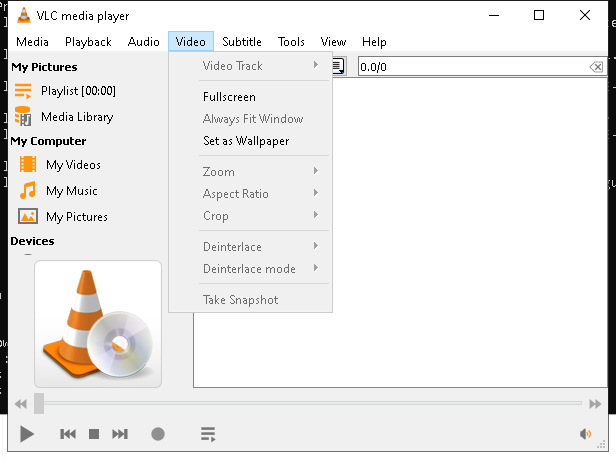 VLC media player
Media Playback Audio Video Subtitle Tools View Help
My Pictures
Playlist [00:00]
Media Library
My Computer
My Videos
My Music
My Pictures
Devices
Video Track
Fullscreen
Always Fit Window
Set as Wallpaper
Zoom
Aspect Ratio
Crop
Deinterlace
Deinterlace mode
Take Snapshot
0.0/0